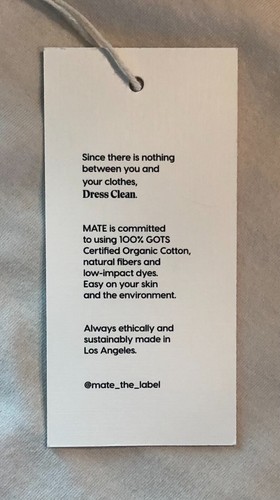 Since there is nothing
between you and
your clothes,
Dress Clean.
MATE is committed
to using 100% GOTS
Certified Organic Cotton,
natural fibers and
low-impact dyes.
Easy on your skin
and the environment.
Always ethically and
sustainably made in
Los Angeles.
@mate_the_label